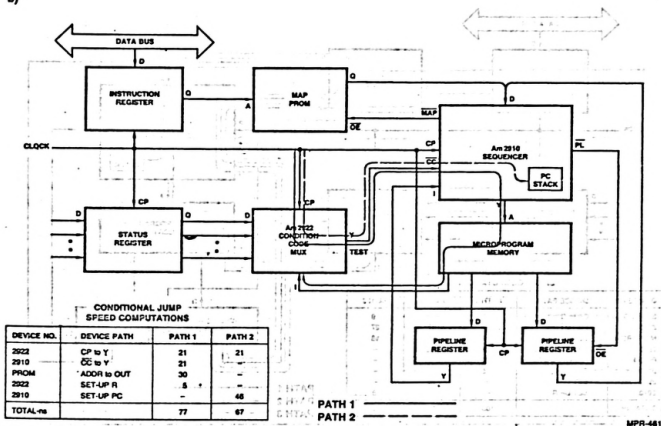 DATA BUS
D
INSTRUCTION
REGISTER
Q
A
MAP
PROM
Q
MAP
OE
D
CLOCK
CP
CC
I
Am 2910
SEQUENCER
PL
PC
STACK
Y
CP
D
STATUS
REGISTER
Q
D
CP
Am 2922
CONDITION
CODE
MUX
Y
TEST
I
A
MICROPROGRAM
MEMORY
D
D
PIPELINE
REGISTER
CP
PIPELINE
REGISTER
OE
Y
Y
CONDITIONAL JUMP
SPEED COMPUTATIONS
DEVICE NO. DEVICE PATH PATH 1 PATH 2
2922 CP to Y 21 21
2910 CC to Y 21 –
PROM ADDR to OUT 30 –
2922 SET-UP R 5 –
2910 SET-UP PC – 46
TOTAL-ns 77 67
PATH 1
PATH 2